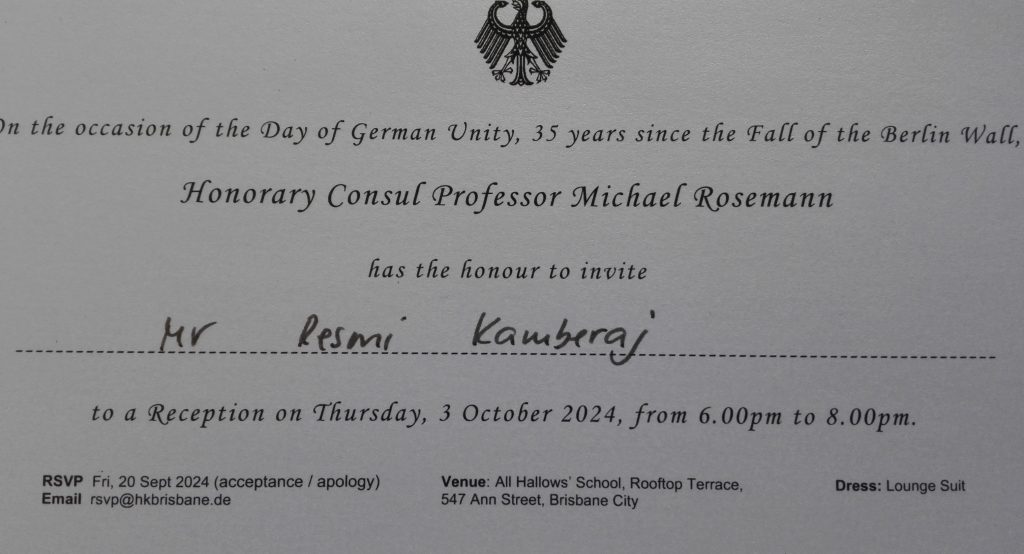 On the occasion of the Day of German Unity, 35 years since the Fall of the Berlin Wall,
Honorary Consul Professor Michael Rosemann
has the honour to invite
Mr Resmi Kamberaj
to a Reception on Thursday, 3 October 2024, from 6.00pm to 8.00pm.
RSVP Fri, 20 Sept 2024 (acceptance / apology)
Email rsvp@hkbrisbane.de
Venue: All Hallows' School, Rooftop Terrace,
547 Ann Street, Brisbane City
Dress: Lounge Suit